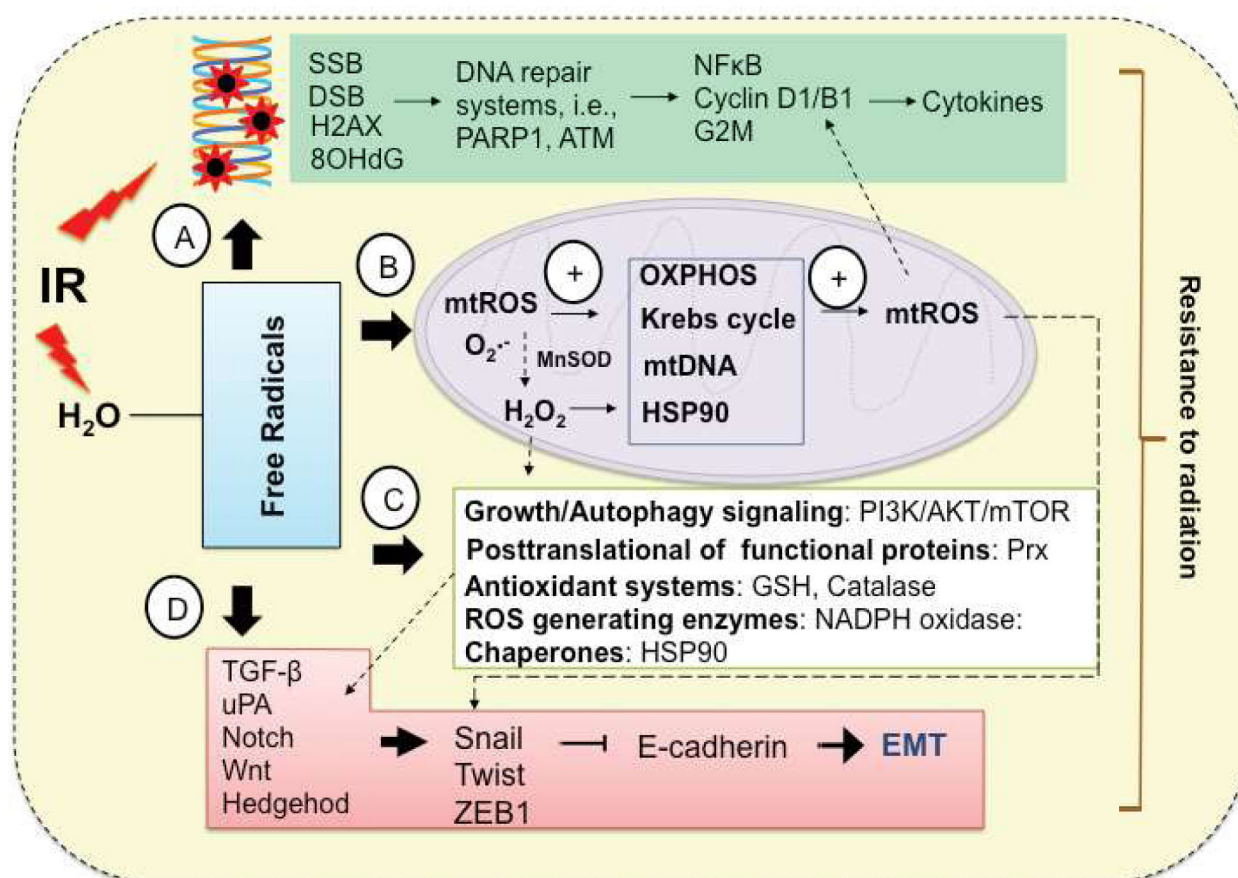 SSB
DSB
H2AX
8OHdG
DNA repair
systems, i.e.,
PARP1, ATM
NFκB
Cyclin D1/B1
G2M
Cytokines
A
IR
H₂O
Free Radicals
B
mtROS
O₂•-
MnSOD
H₂O₂
+
OXPHOS
Krebs cycle
mtDNA
HSP90
+
mtROS
C
Growth/Autophagy signaling: PI3K/AKT/mTOR
Posttranslational of functional proteins: Prx
Antioxidant systems: GSH, Catalase
ROS generating enzymes: NADPH oxidase:
Chaperones: HSP90
D
TGF-β
uPA
Notch
Wnt
Hedgehod
Snail
Twist
ZEB1
E-cadherin
EMT
Resistance to radiation